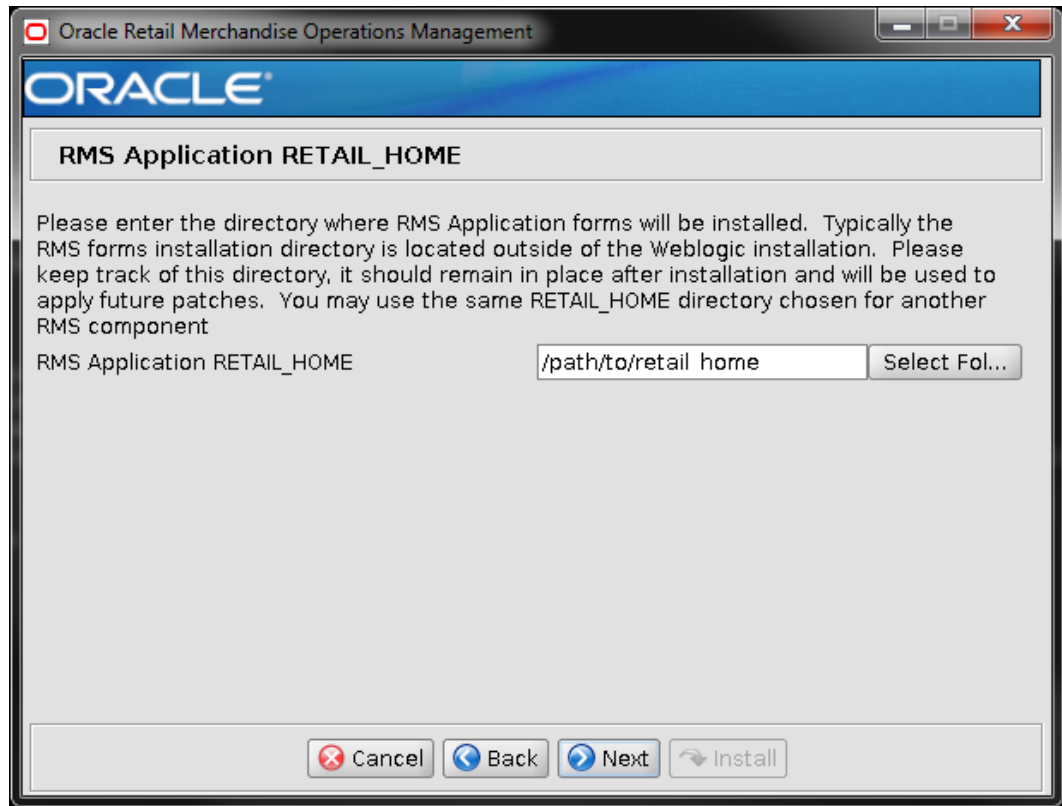 Oracle Retail Merchandise Operations Management
ORACLE®
RMS Application RETAIL_HOME
Please enter the directory where RMS Application forms will be installed.  Typically the
RMS forms installation directory is located outside of the Weblogic installation.  Please
keep track of this directory, it should remain in place after installation and will be used to
apply future patches.  You may use the same RETAIL_HOME directory chosen for another
RMS component
RMS Application RETAIL_HOME /path/to/retail_home Select Fol...
Cancel Back Next Install